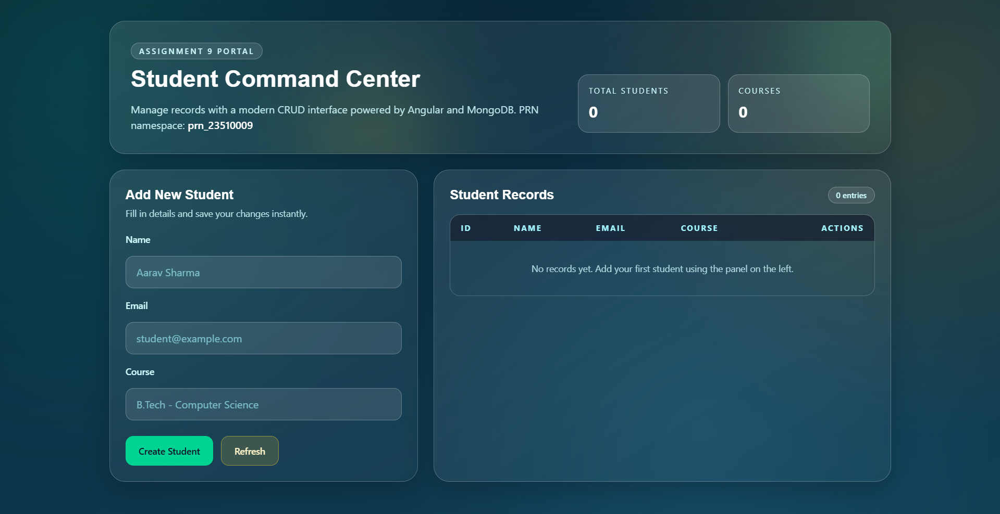 ASSIGNMENT 9 PORTAL
Student Command Center
Manage records with a modern CRUD interface powered by Angular and MongoDB. PRN
namespace: prn_23510009
TOTAL STUDENTS
0
COURSES
0
Add New Student
Fill in details and save your changes instantly.
Name
Aarav Sharma
Email
student@example.com
Course
B.Tech - Computer Science
Create Student
Refresh
Student Records
0 entries
ID NAME EMAIL COURSE ACTIONS
No records yet. Add your first student using the panel on the left.